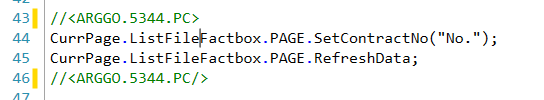 43 //<ARGGO.5344.PC>
44 CurrPage.ListFileFactbox.PAGE.SetContractNo("No.");
45 CurrPage.ListFileFactbox.PAGE.RefreshData;
46 //<ARGGO.5344.PC/>
47